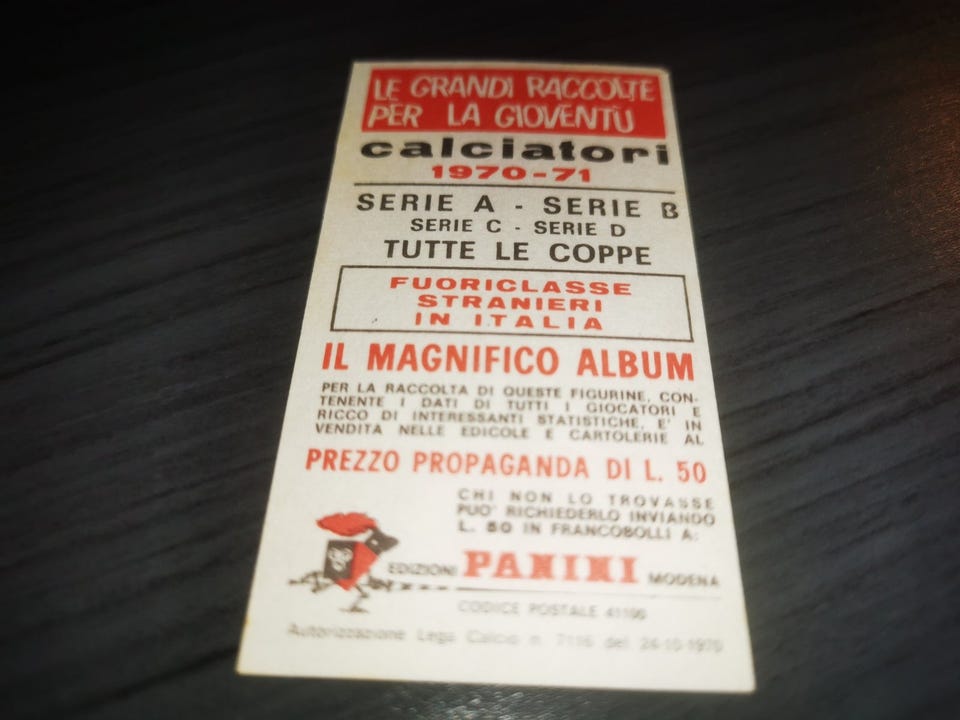 LE GRANDI RACCOLTE
PER LA GIOVENTÙ
calciatori
1970-71
SERIE A - SERIE B
SERIE C - SERIE D
TUTTE LE COPPE
FUORICLASSE
STRANIERI
IN ITALIA
IL MAGNIFICO ALBUM
PER LA RACCOLTA DI QUESTE FIGURINE, CON-
TENENTE I DATI DI TUTTI I GIOCATORI E
RICCO DI INTERESSANTI STATISTICHE, E' IN
VENDITA NELLE EDICOLE E CARTOLERIE AL
PREZZO PROPAGANDA DI L. 50
CHI NON LO TROVASSE
PUO' RICHIEDERLO INVIANDO
L. 50 IN FRANCOBOLLI A:
EDIZIONI PANINI MODENA
CODICE POSTALE 41100
Autorizzazione Lega Calcio n. 7116 del 24-10-1970